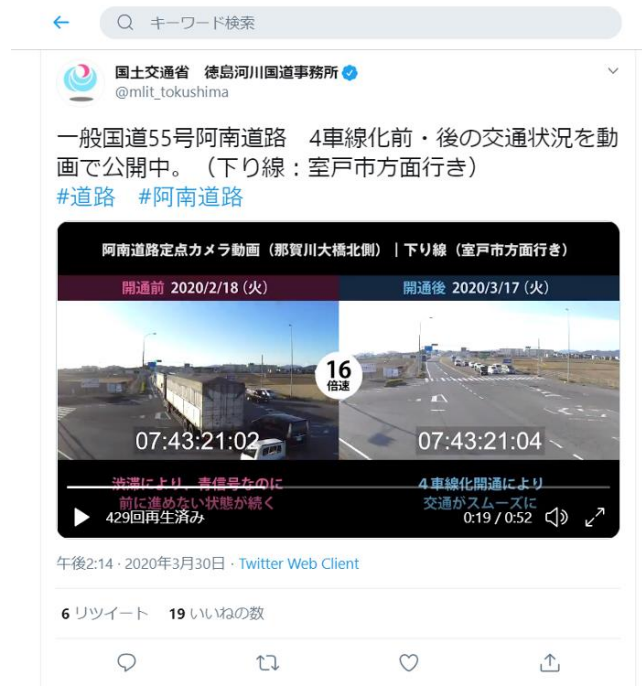 キーワード検索
国土交通省　徳島河川国道事務所
@mlit_tokushima
一般国道55号阿南道路　4車線化前・後の交通状況を動
画で公開中。（下り線：室戸市方面行き）
#道路　#阿南道路
阿南道路定点カメラ動画（那賀川大橋北側）｜下り線（室戸市方面行き）
開通前 2020/2/18（火）
開通後 2020/3/17（火）
16
倍速
07:43:21:02
07:43:21:04
渋滞により、青信号なのに
前に進めない状態が続く
4車線化開通により
交通がスムーズに
429回再生済み
0:19 / 0:52
午後2:14 · 2020年3月30日 · Twitter Web Client
6 リツイート　19 いいねの数